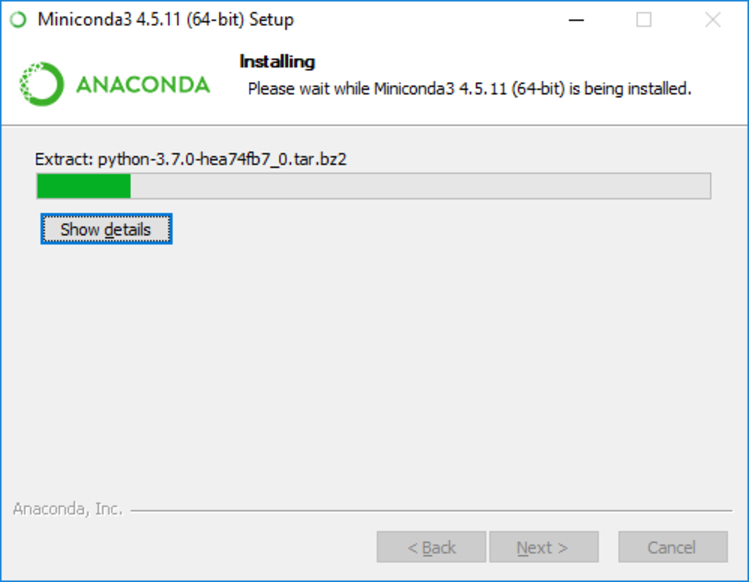 Miniconda3 4.5.11 (64-bit) Setup
Installing
ANACONDA
Please wait while Miniconda3 4.5.11 (64-bit) is being installed.
Extract: python-3.7.0-hea74fb7_0.tar.bz2
Show details
Anaconda, Inc.
< Back
Next >
Cancel